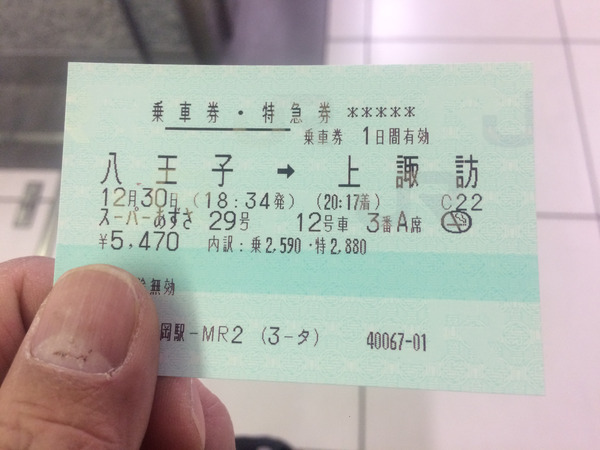 乗車券・特急券 *****
乗車券 1日間有効
八王子 → 上諏訪
12月30日 (18:34発) (20:17着) C22
スーパーあずさ 29号 12号車 3番A席
¥5,470 内訳:乗2,590・特2,880
無効
岡駅-MR2 (3-タ) 40067-01